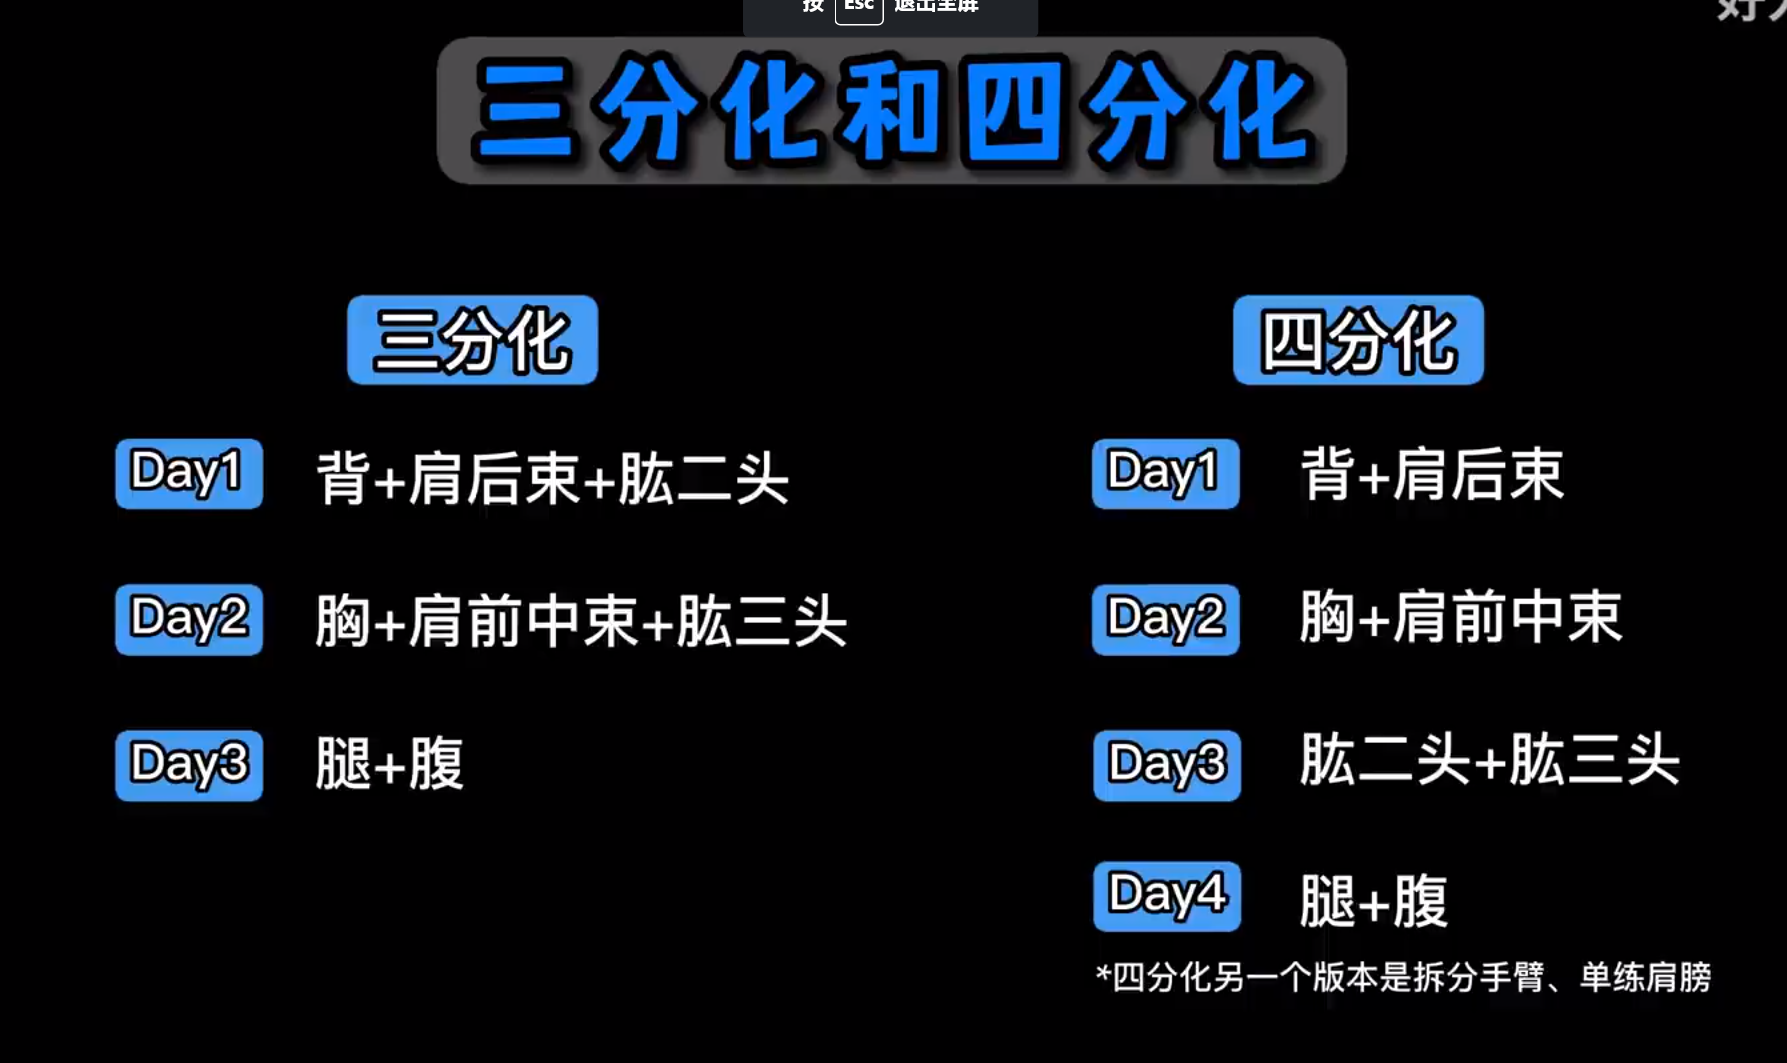 按 Esc 退出全屏
三分化和四分化
三分化
Day1 背+肩后束+肱二头
Day2 胸+肩前中束+肱三头
Day3 腿+腹
四分化
Day1 背+肩后束
Day2 胸+肩前中束
Day3 肱二头+肱三头
Day4 腿+腹
*四分化另一个版本是拆分手臂、单练肩膀